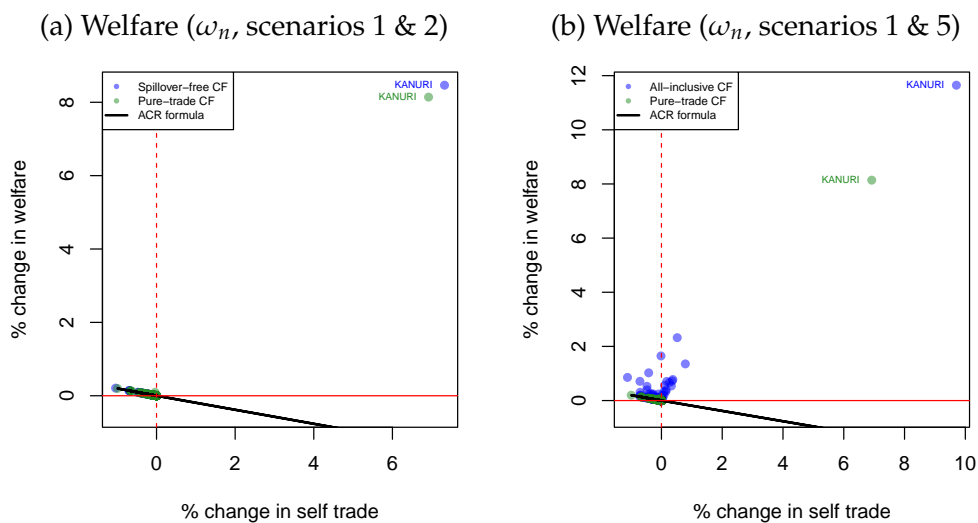 (a) Welfare (ωn, scenarios 1 & 2)
Spillover−free CF
Pure−trade CF
ACR formula
KANURI
KANURI
% change in welfare
8
6
4
2
0
0 2 4 6
% change in self trade
(b) Welfare (ωn, scenarios 1 & 5)
All−inclusive CF
Pure−trade CF
ACR formula
KANURI
KANURI
% change in welfare
12
10
8
6
4
2
0
0 2 4 6 8 10
% change in self trade